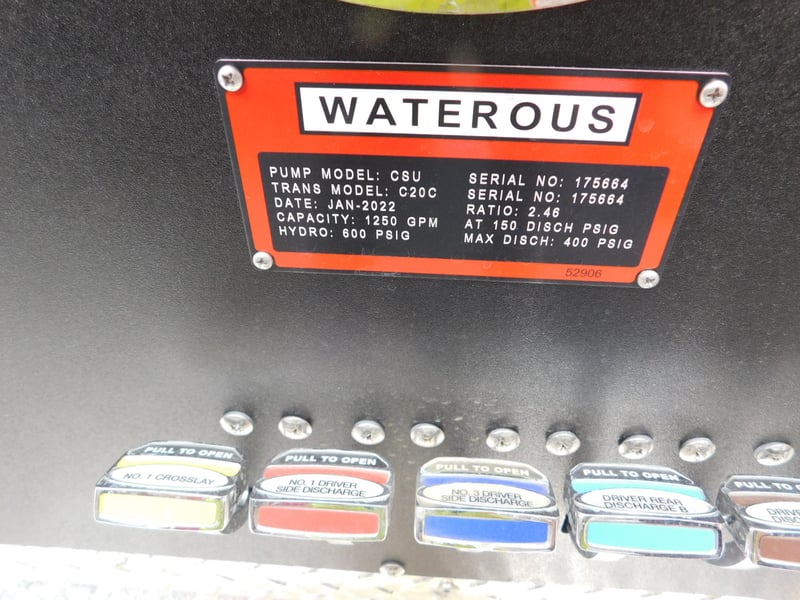 WATEROUS
PUMP MODEL: CSU
TRANS MODEL: C20C
DATE: JAN-2022
CAPACITY: 1250 GPM
HYDRO: 600 PSIG
SERIAL NO: 175664
SERIAL NO: 175664
RATIO: 2.46
AT 150 DISCH PSIG
MAX DISCH: 400 PSIG
52906
PULL TO OPEN
NO. 1 CROSSLAY
PULL TO OPEN
NO. 1 DRIVER
SIDE DISCHARGE
PULL TO OPEN
NO. 3 DRIVER
SIDE DISCHARGE
PULL TO OPEN
DRIVER REAR
DISCHARGE B
PULL TO